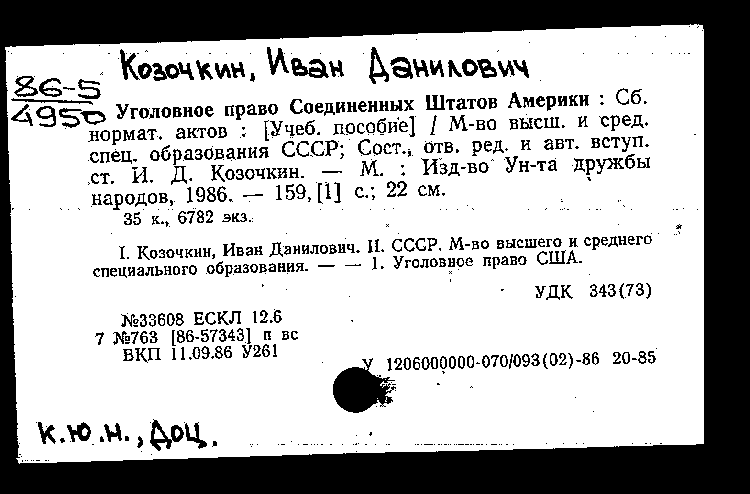 Козочкин, Иван Данилович
86-5
4950
Уголовное право Соединенных Штатов Америки : Сб.
нормат. актов : [Учеб. пособие] / М-во высш. и сред.
спец. образования СССР; Сост., отв. ред. и авт. вступ.
ст. И. Д. Козочкин. — М. : Изд-во Ун-та дружбы
народов, 1986. — 159, [1] с.; 22 см.
35 к., 6782 экз.
I. Козочкин, Иван Данилович. II. СССР. М-во высшего и среднего
специального образования. — — 1. Уголовное право США.
УДК 343(73)
№33608 ЕСКЛ 12.6
7 №763 [86-57343] п вс
ВКП 11.09.86 У261
У 1206000000-070/093(02)-86 20-85
к.ю.н., доц.